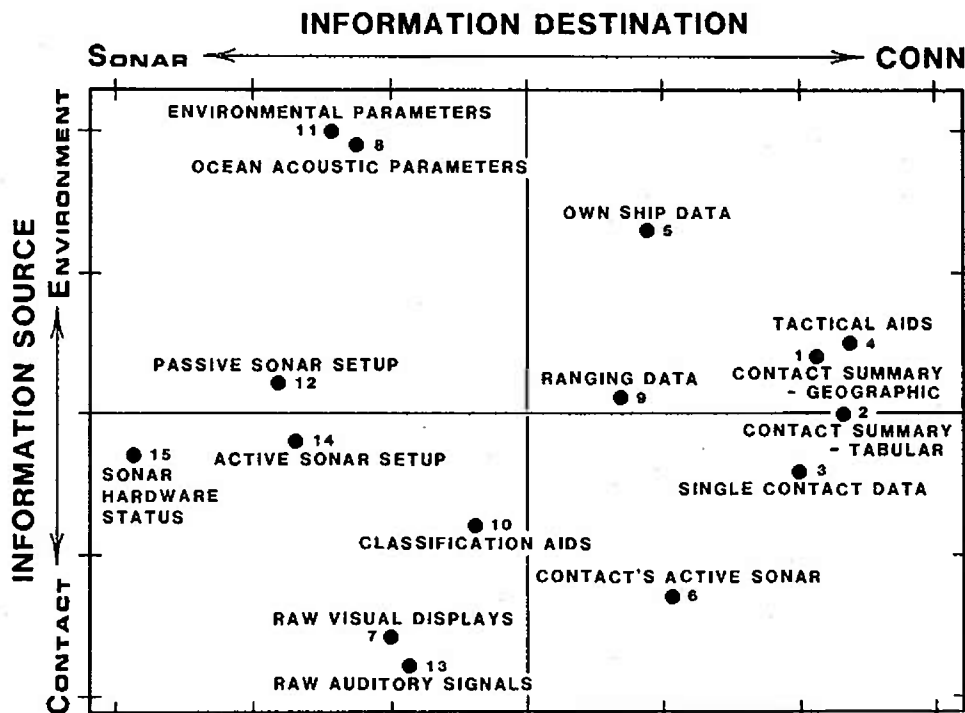 INFORMATION DESTINATION
SONAR
CONN
INFORMATION SOURCE
ENVIRONMENT
CONTACT
ENVIRONMENTAL PARAMETERS
11
8
OCEAN ACOUSTIC PARAMETERS
OWN SHIP DATA
5
TACTICAL AIDS
4
1
CONTACT SUMMARY
- GEOGRAPHIC
PASSIVE SONAR SETUP
12
RANGING DATA
9
2
CONTACT SUMMARY
- TABULAR
14
ACTIVE SONAR SETUP
15
SONAR
HARDWARE
STATUS
3
SINGLE CONTACT DATA
10
CLASSIFICATION AIDS
CONTACT'S ACTIVE SONAR
6
RAW VISUAL DISPLAYS
7
13
RAW AUDITORY SIGNALS